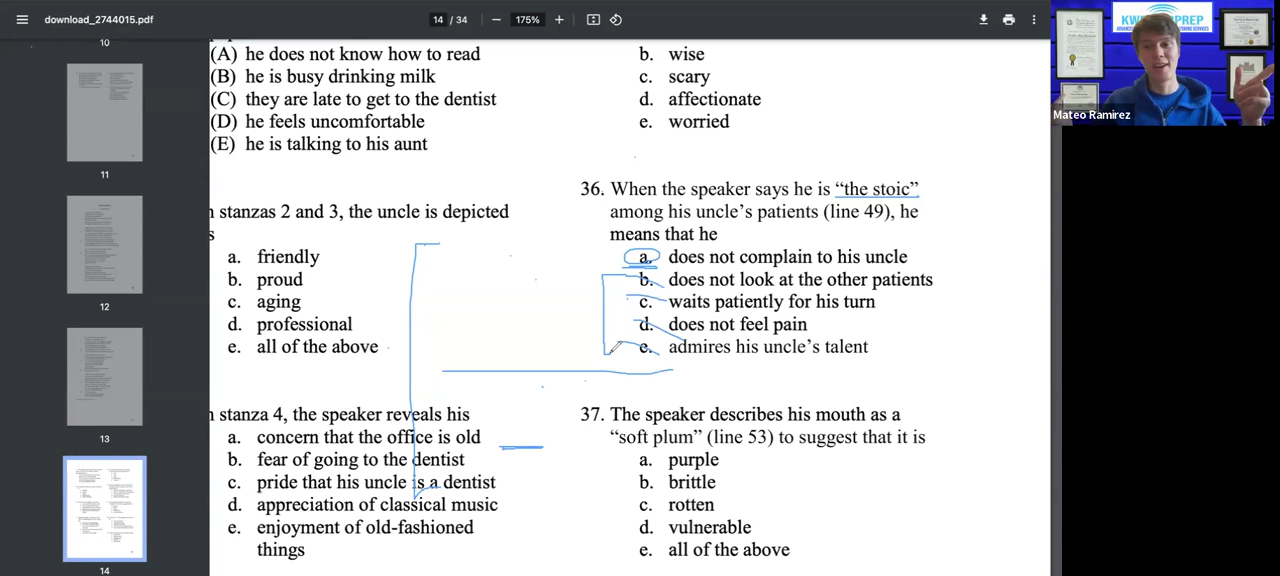 download_2744015.pdf
14 / 34
175%
10
11
12
13
14
(A) he does not know how to read
(B) he is busy drinking milk
(C) they are late to get to the dentist
(D) he feels uncomfortable
(E) he is talking to his aunt
stanzas 2 and 3, the uncle is depicted
s
a. friendly
b. proud
c. aging
d. professional
e. all of the above
stanza 4, the speaker reveals his
a. concern that the office is old
b. fear of going to the dentist
c. pride that his uncle is a dentist
d. appreciation of classical music
e. enjoyment of old-fashioned
things
b. wise
c. scary
d. affectionate
e. worried
36. When the speaker says he is “the stoic”
among his uncle’s patients (line 49), he
means that he
a. does not complain to his uncle
b. does not look at the other patients
c. waits patiently for his turn
d. does not feel pain
e. admires his uncle’s talent
37. The speaker describes his mouth as a
“soft plum” (line 53) to suggest that it is
a. purple
b. brittle
c. rotten
d. vulnerable
e. all of the above
Mateo Ramirez